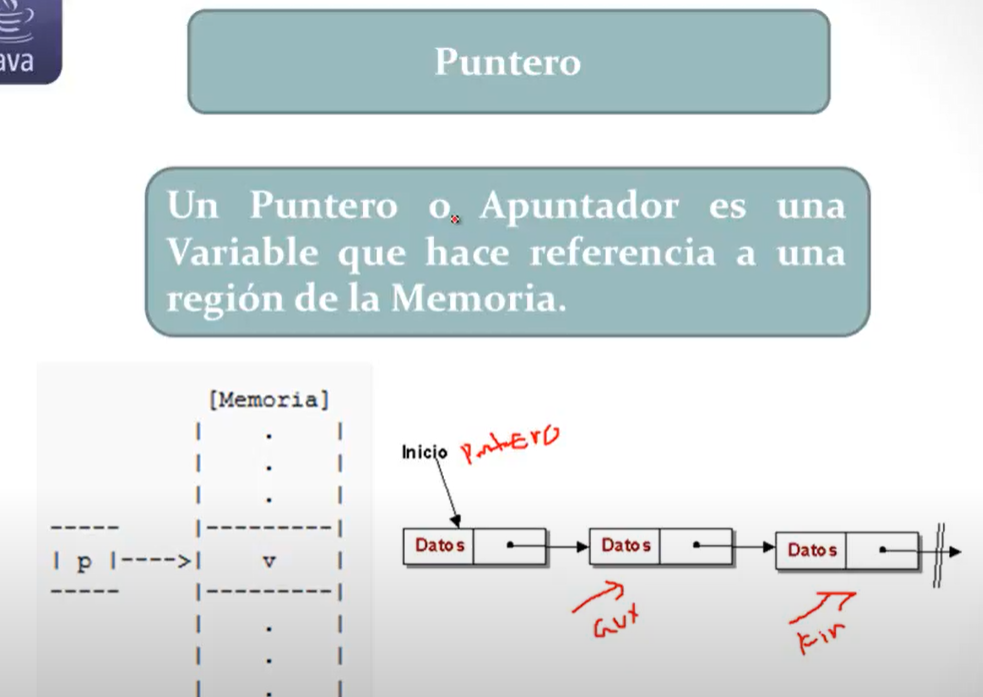 ava
Puntero
Un Puntero o Apuntador es una
Variable que hace referencia a una
región de la Memoria.
[Memoria]
p
v
Inicio PuntEro
Datos Datos Datos
aux
Fin